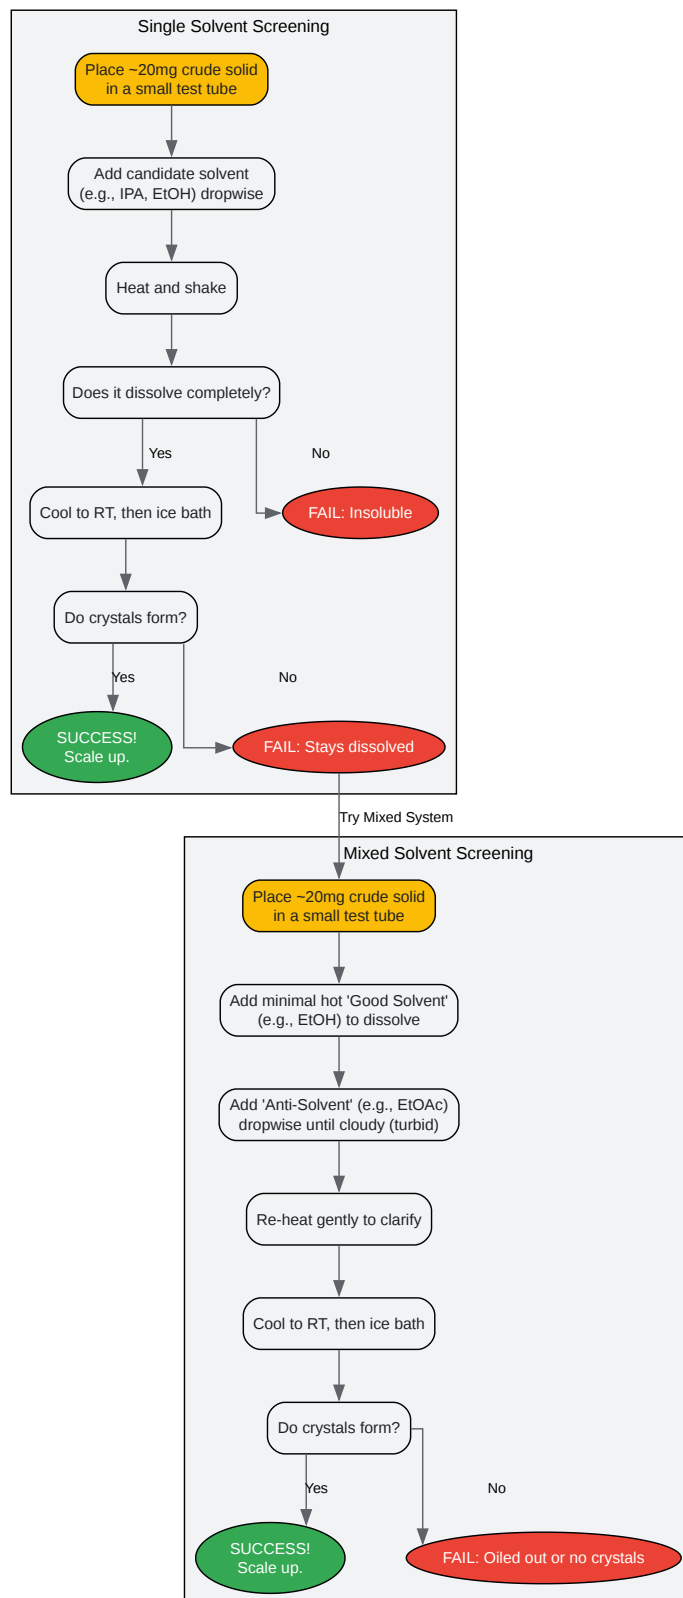 Single Solvent Screening
Place ~20mg crude solid
in a small test tube
Add candidate solvent
(e.g., IPA, EtOH) dropwise
Heat and shake
Does it dissolve completely?
Yes
No
Cool to RT, then ice bath
FAIL: Insoluble
Do crystals form?
Yes
No
SUCCESS!
Scale up.
FAIL: Stays dissolved
Try Mixed System
Mixed Solvent Screening
Place ~20mg crude solid
in a small test tube
Add minimal hot 'Good Solvent'
(e.g., EtOH) to dissolve
Add 'Anti-Solvent' (e.g., EtOAc)
dropwise until cloudy (turbid)
Re-heat gently to clarify
Cool to RT, then ice bath
Do crystals form?
Yes
No
SUCCESS!
Scale up.
FAIL: Oiled out or no crystals